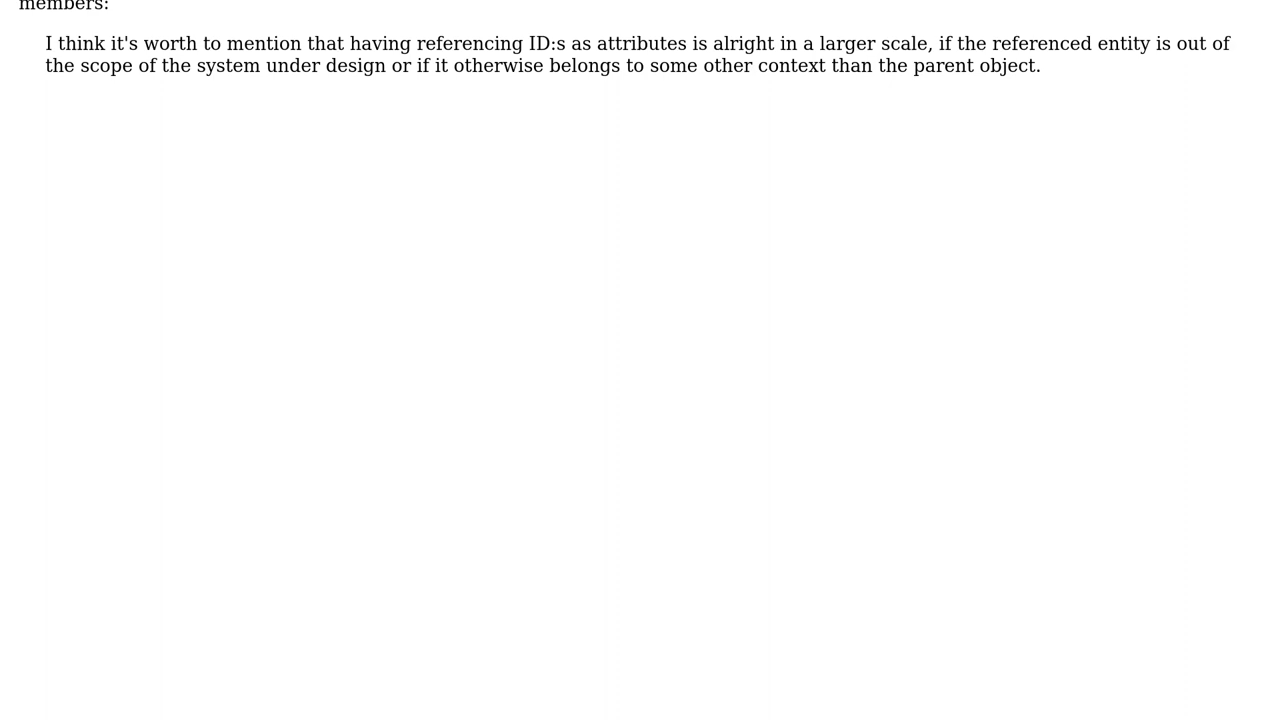 members:
I think it's worth to mention that having referencing ID:s as attributes is alright in a larger scale, if the referenced entity is out of
the scope of the system under design or if it otherwise belongs to some other context than the parent object.